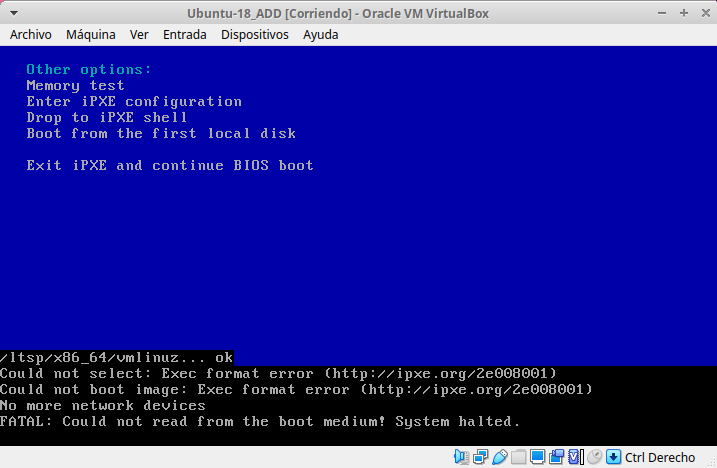 Ubuntu-18_ADD [Corriendo] - Oracle VM VirtualBox
Archivo Máquina Ver Entrada Dispositivos Ayuda
Other options:
Memory test
Enter iPXE configuration
Drop to iPXE shell
Boot from the first local disk
Exit iPXE and continue BIOS boot
/ltsp/x86_64/vmlinuz... ok
Could not select: Exec format error (http://ipxe.org/2e008001)
Could not boot image: Exec format error (http://ipxe.org/2e008001)
No more network devices
FATAL: Could not read from the boot medium! System halted.
Ctrl Derecho